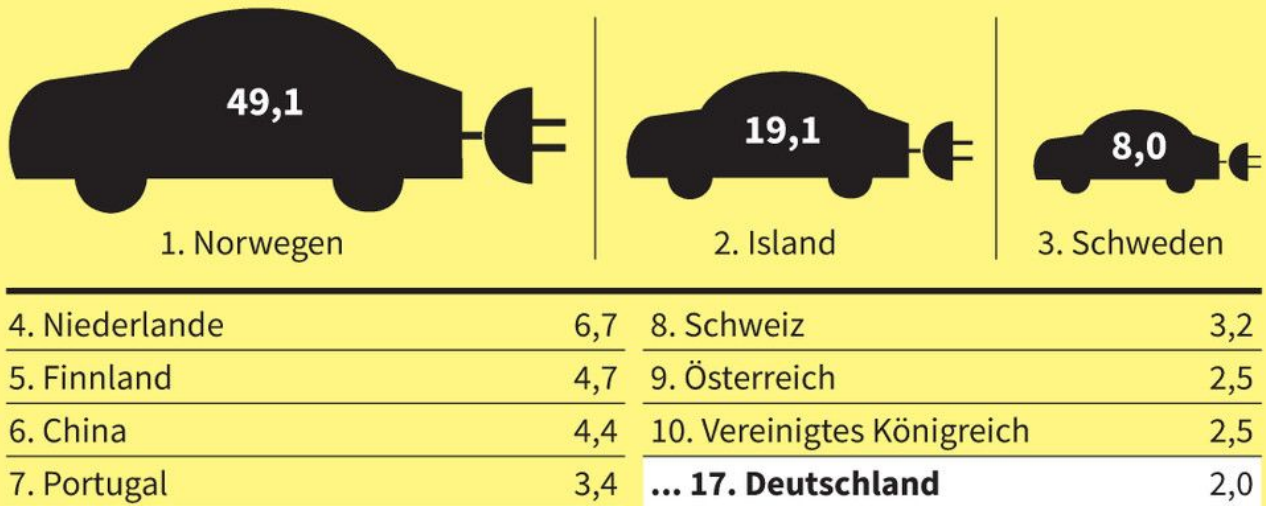 49,1
19,1
8,0
1. Norwegen
2. Island
3. Schweden
4. Niederlande 6,7
5. Finnland 4,7
6. China 4,4
7. Portugal 3,4
8. Schweiz 3,2
9. Österreich 2,5
10. Vereinigtes Königreich 2,5
... 17. Deutschland 2,0